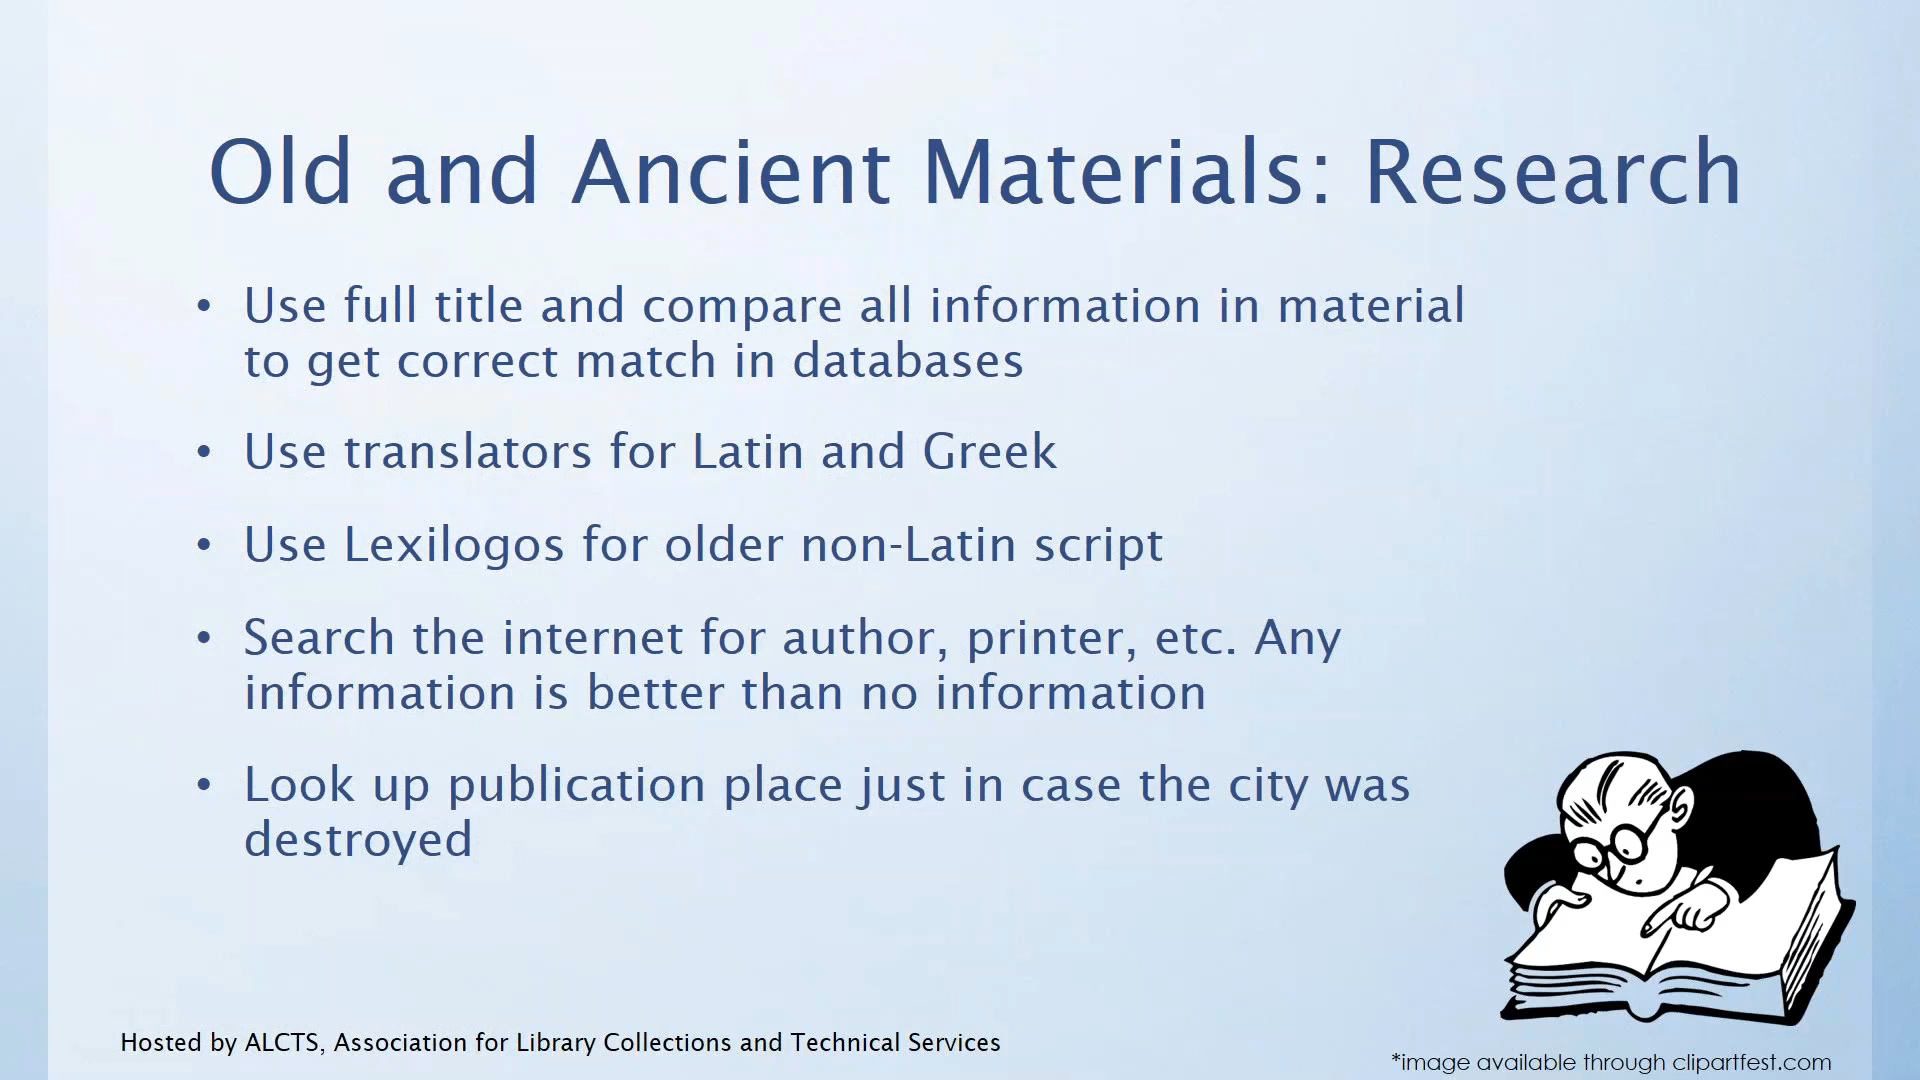 Old and Ancient Materials: Research
• Use full title and compare all information in material
to get correct match in databases
• Use translators for Latin and Greek
• Use Lexilogos for older non-Latin script
• Search the internet for author, printer, etc. Any
information is better than no information
• Look up publication place just in case the city was
destroyed
Hosted by ALCTS, Association for Library Collections and Technical Services
*image available through clipartfest.com